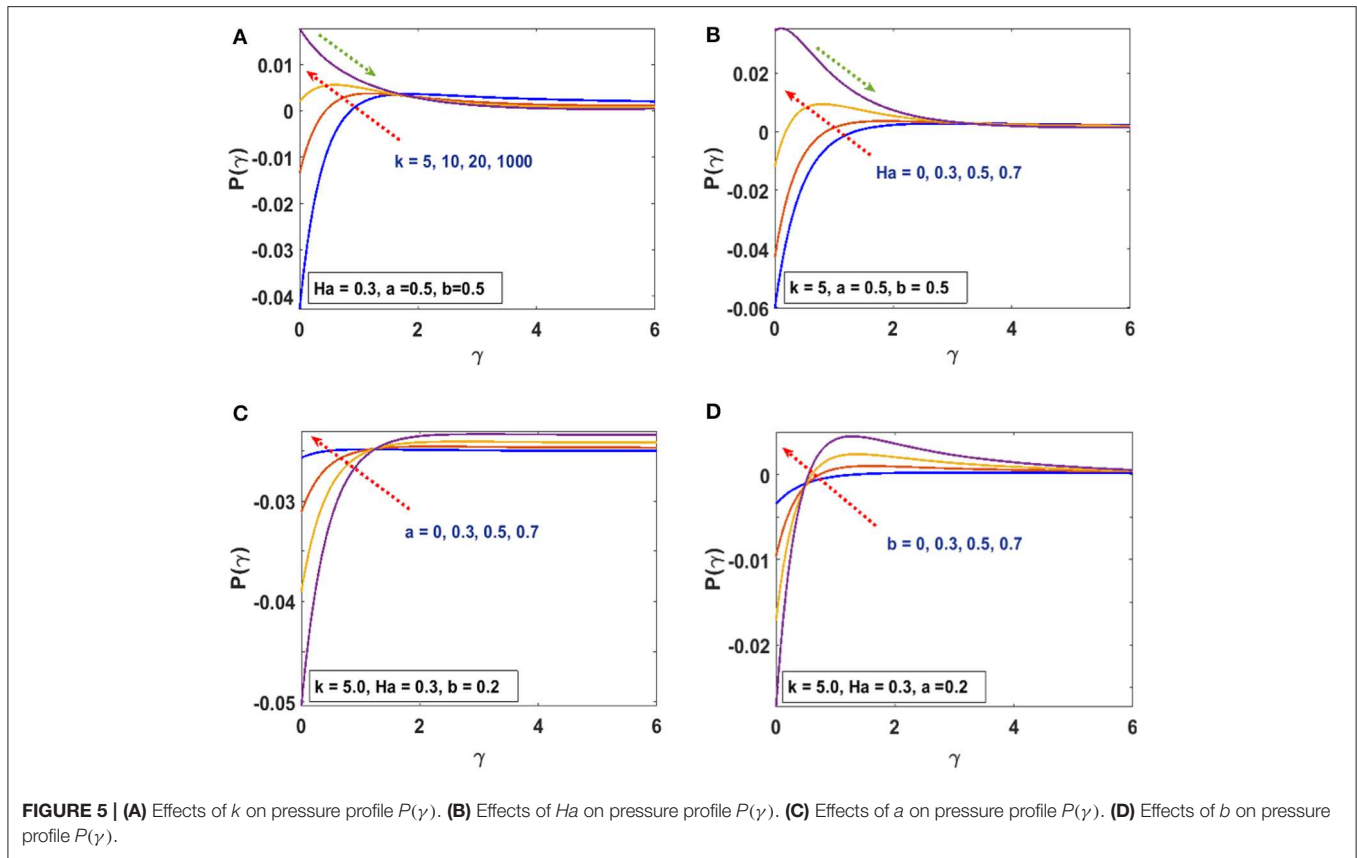 A
0.01
0
-0.01
-0.02
-0.03
-0.04
P(γ)
k = 5, 10, 20, 1000
Ha = 0.3, a =0.5, b=0.5
0 2 4 6
γ
B
0.02
0
-0.02
-0.04
-0.06
P(γ)
Ha = 0, 0.3, 0.5, 0.7
k = 5, a = 0.5, b = 0.5
0 2 4 6
γ
C
-0.03
-0.04
-0.05
P(γ)
a = 0, 0.3, 0.5, 0.7
k = 5.0, Ha = 0.3, b = 0.2
0 2 4 6
γ
D
0
-0.01
-0.02
P(γ)
b = 0, 0.3, 0.5, 0.7
k = 5.0, Ha = 0.3, a =0.2
0 2 4 6
γ
FIGURE 5 | (A) Effects of k on pressure profile P(γ). (B) Effects of Ha on pressure profile P(γ). (C) Effects of a on pressure profile P(γ). (D) Effects of b on pressure
profile P(γ).